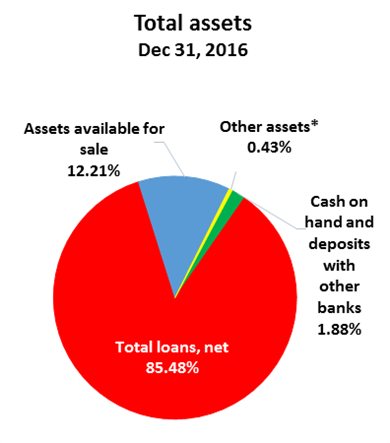 Total assets
Dec 31, 2016
Assets available for
sale
12.21%
Other assets*
0.43%
Cash on
hand and
deposits
with
other
banks
1.88%
Total loans, net
85.48%